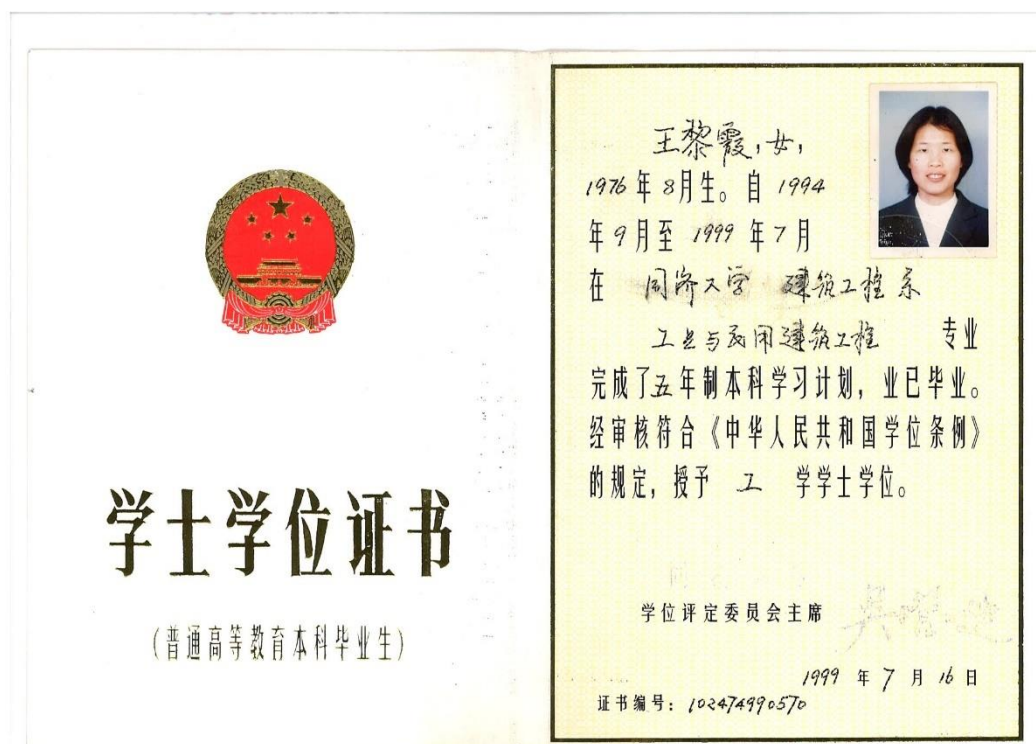 学士学位证书
(普通高等教育本科毕业生)
王黎霞,女,
1976年8月生。自1994
年9月至1999年7月
在 同济大学 建筑工程系
工业与民用建筑工程 专业
完成了五年制本科学习计划,业已毕业。
经审核符合《中华人民共和国学位条例》
的规定,授予 工 学学士学位。
学位评定委员会主席
1999年7月16日
证书编号:102474990570